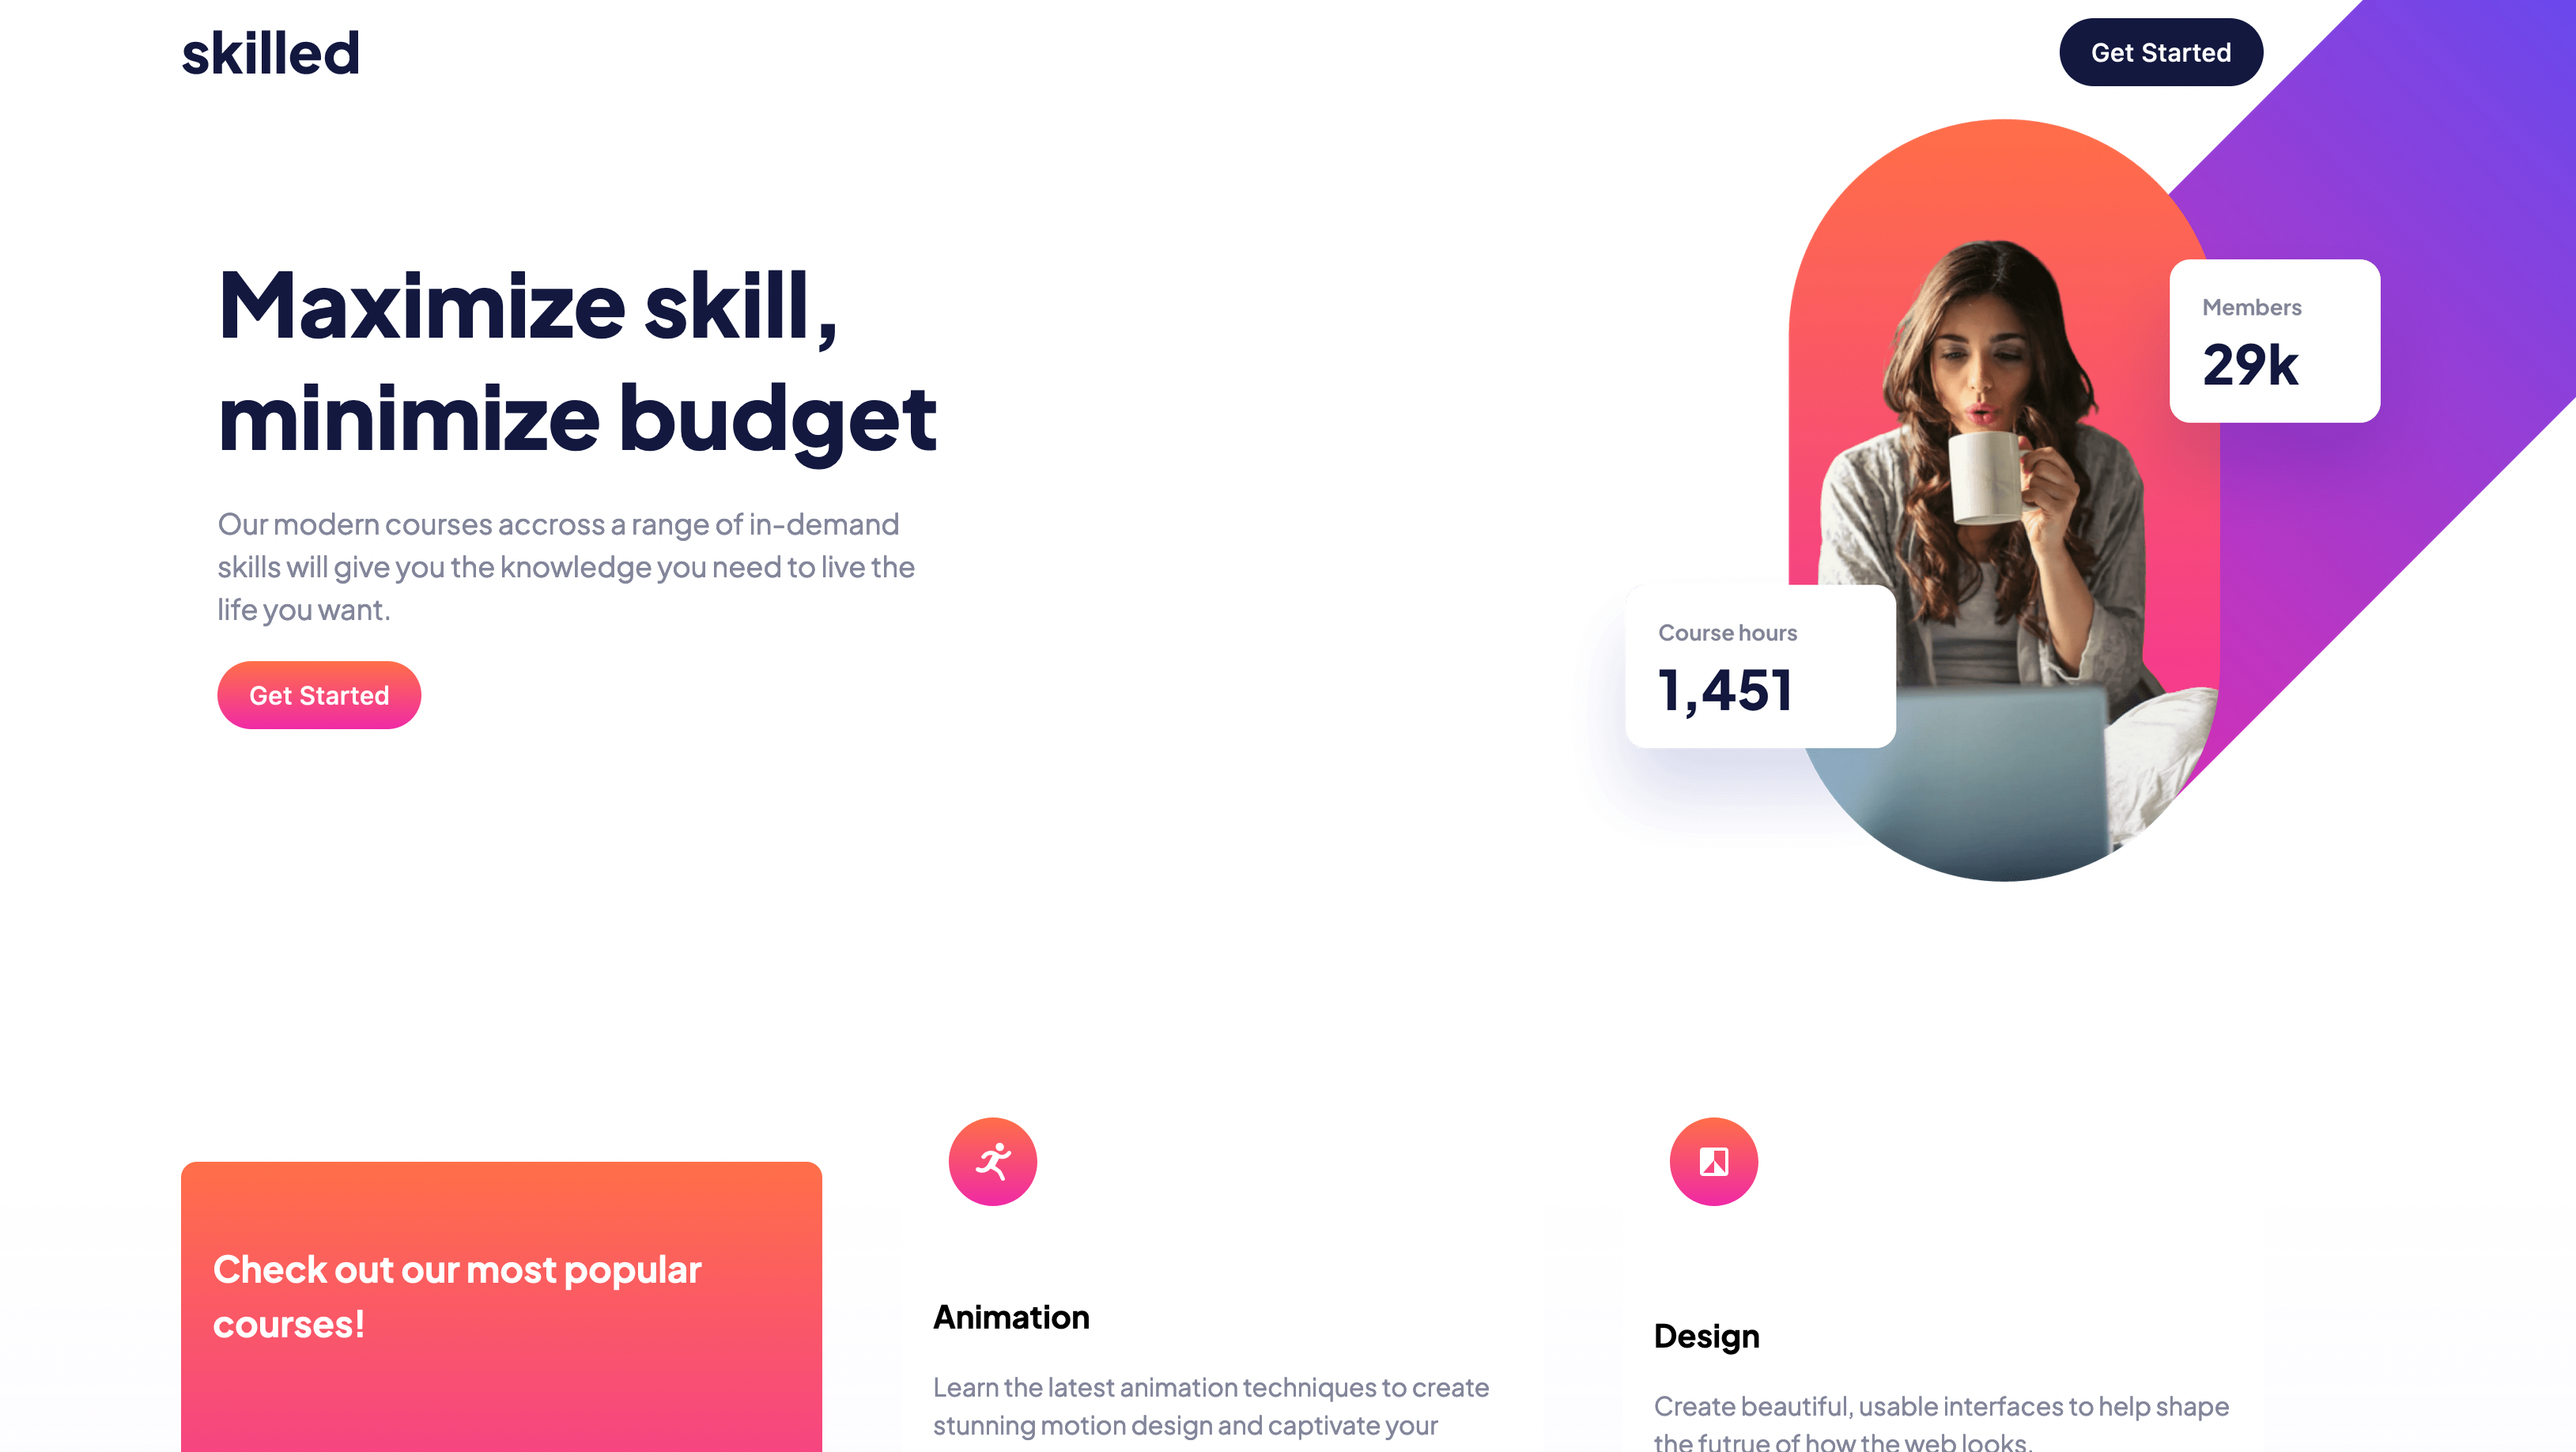 skilled
Get Started
Maximize skill,
minimize budget
Our modern courses accross a range of in-demand
skills will give you the knowledge you need to live the
life you want.
Get Started
Members
29k
Course hours
1,451
Check out our most popular
courses!
Animation
Learn the latest animation techniques to create
stunning motion design and captivate your
Design
Create beautiful, usable interfaces to help shape
the futrue of how the web looks.